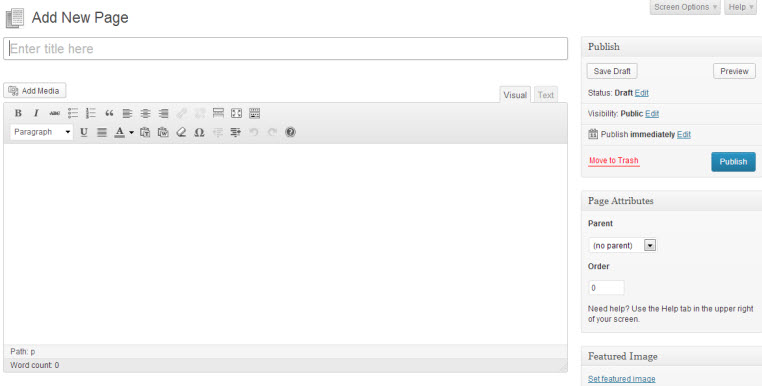 Screen Options
Help
Add New Page
Enter title here
Add Media
Visual
Text
B I ABC
Paragraph U A
Path: p
Word count: 0
Publish
Save Draft
Preview
Status: Draft Edit
Visibility: Public Edit
Publish immediately Edit
Move to Trash
Publish
Page Attributes
Parent
(no parent)
Order
0
Need help? Use the Help tab in the upper right
of your screen.
Featured Image
Set featured image